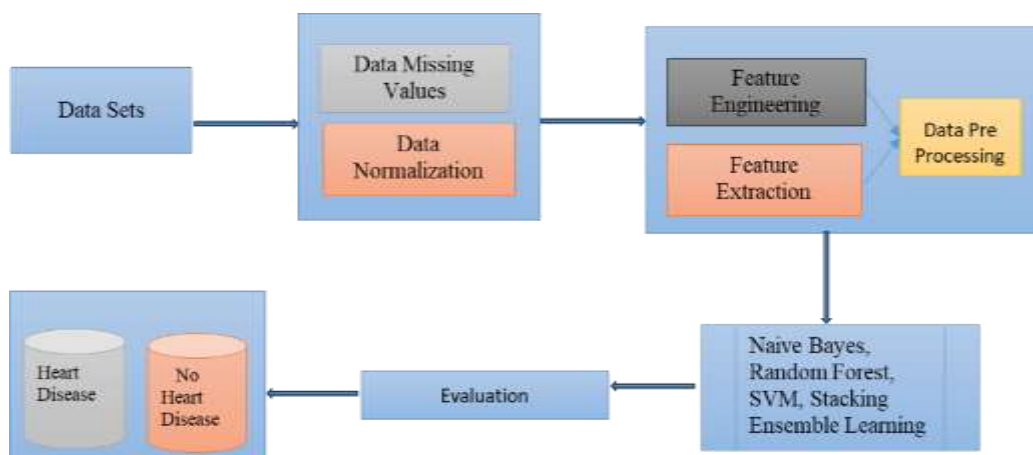 Data Sets
Data Missing
Values
Data
Normalization
Feature
Engineering
Feature
Extraction
Data Pre
Processing
Naive Bayes,
Random Forest,
SVM, Stacking
Ensemble Learning
Evaluation
Heart
Disease
No
Heart
Disease